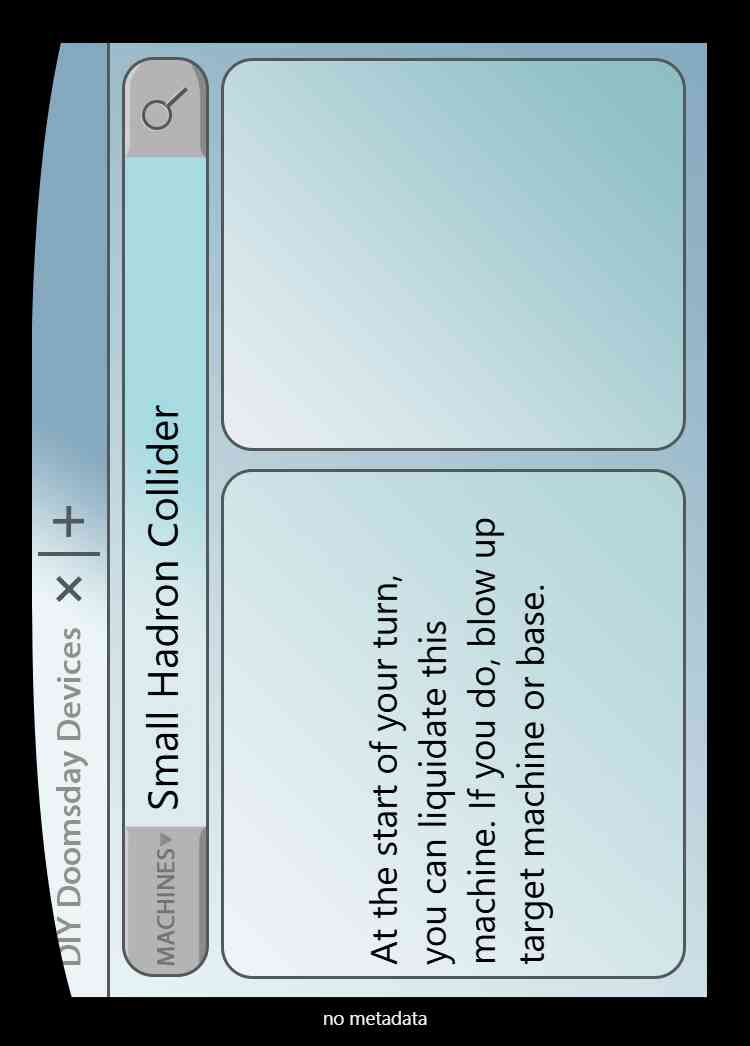 DIY Doomsday Devices × | +
MACHINES▾ Small Hadron Collider
At the start of your turn,
you can liquidate this
machine. If you do, blow up
target machine or base.
no metadata